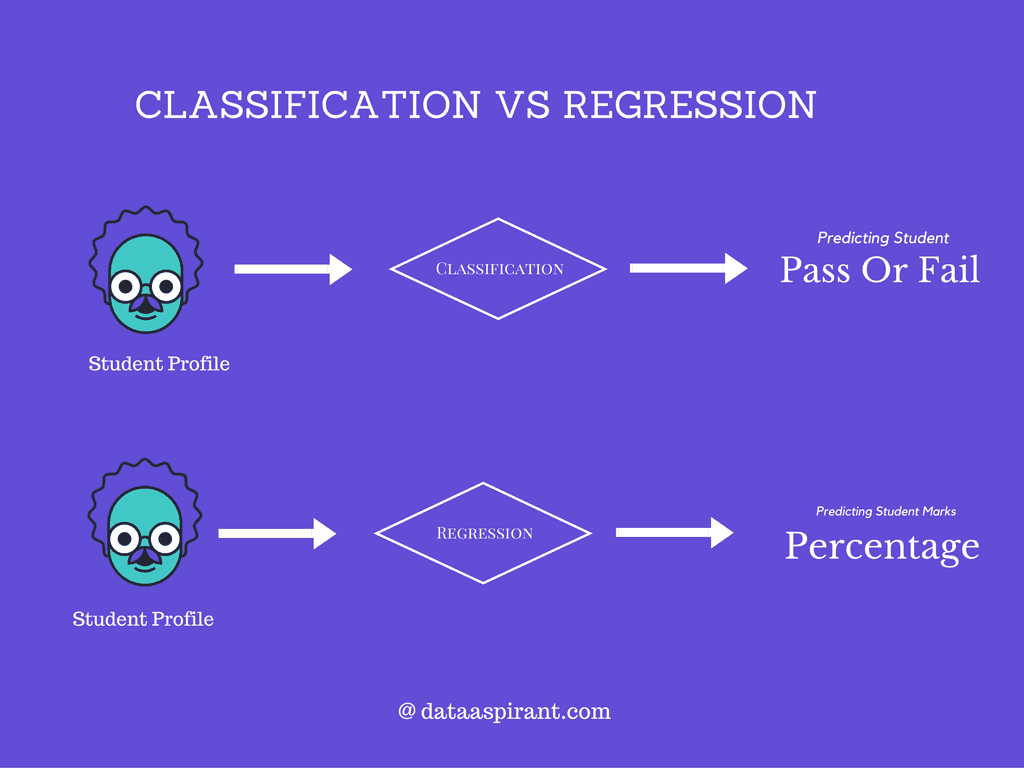 CLASSIFICATION VS REGRESSION
Predicting Student
Classification
Pass Or Fail
Student Profile
Predicting Student Marks
Regression
Percentage
Student Profile
@ dataaspirant.com